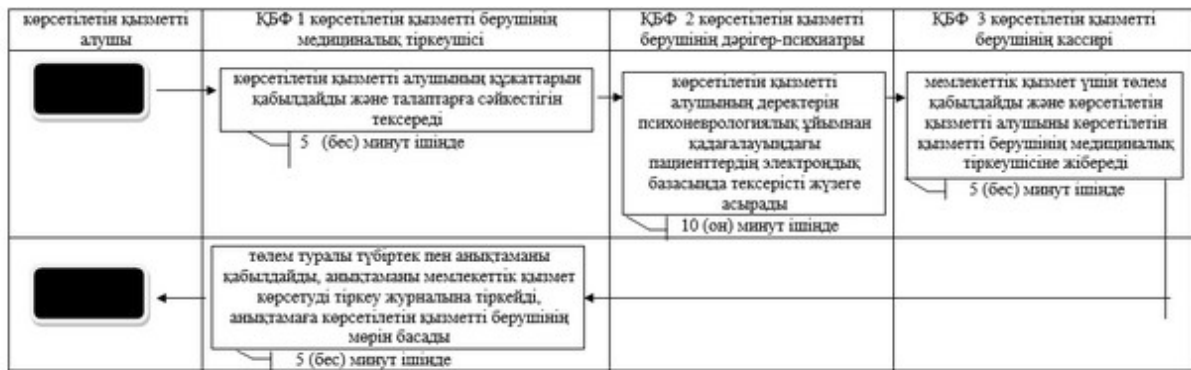 көрсетілетін қызметті
алушы
ҚБФ 1 көрсетілетін қызметті берушінің
медициналық тіркеушісі
ҚБФ 2 көрсетілетін қызметті
берушінің дәрігер-психиатры
ҚБФ 3 көрсетілетін қызметті
берушінің кассирі
көрсетілетін қызметті алушының құжаттарын
қабылдайды және талаптарға сәйкестігін
тексереді
5 (бес) минут ішінде
көрсетілетін қызметті
алушының деректерін
психоневрологиялық ұйымнан
қадағалауындағы
пациенттердің электрондық
базасында тексерісті жүзеге
асырады
10 (он) минут ішінде
мемлекеттік қызмет үшін төлем
қабылдайды және көрсетілетін
қызметті алушыны көрсетілетін
қызметті берушінің медициналық
тіркеушісіне жібереді
5 (бес) минут ішінде
төлем туралы түбіртек пен анықтаманы
қабылдайды, анықтаманы мемлекеттік қызмет
көрсетуді тіркеу журналына тіркейді,
анықтамаға көрсетілетін қызметті берушінің
мөрін басады
5 (бес) минут ішінде